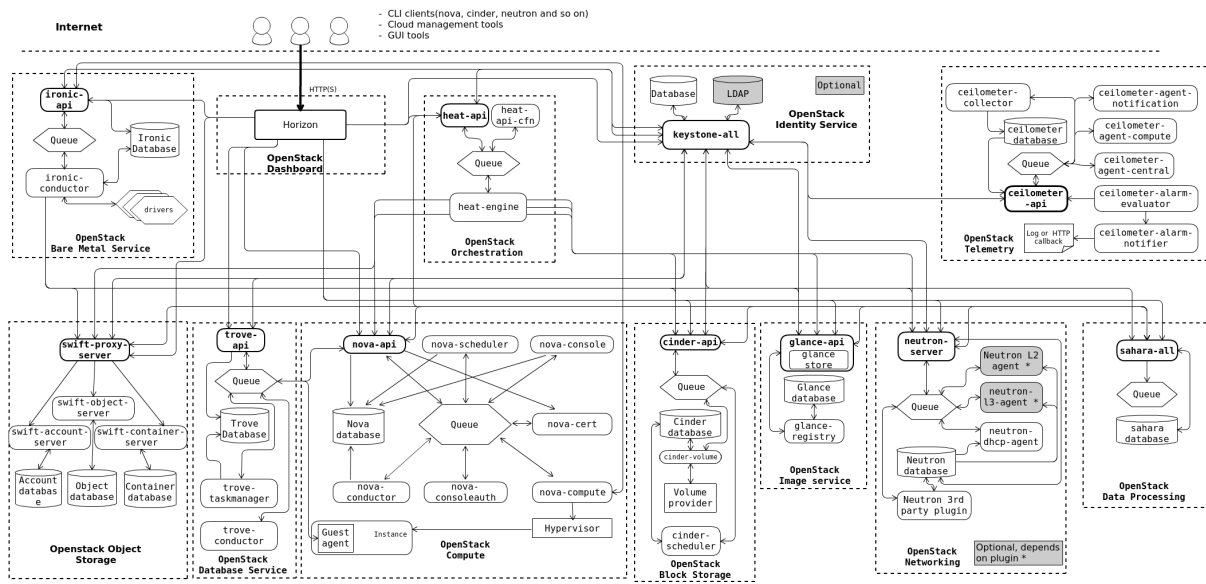 Internet
- CLI clients(nova, cinder, neutron and so on)
- Cloud management tools
- GUI tools
HTTP(S)
ironic-
api
Queue
Ironic
Database
ironic-
conductor
drivers
OpenStack
Bare Metal Service
Horizon
OpenStack
Dashboard
heat-api
heat-
api-cfn
Queue
heat-engine
OpenStack
Orchestration
Database
LDAP
Optional
keystone-all
OpenStack
Identity Service
ceilometer-
collector
ceilometer-agent-
notification
ceilometer
database
ceilometer-
agent-compute
Queue
ceilometer-
agent-central
ceilometer
-api
ceilometer-alarm-
evaluator
Log or HTTP
callback
ceilometer-alarm-
notifier
OpenStack
Telemetry
swift-proxy-
server
swift-object-
server
swift-account-
server
swift-container-
server
Account
databas
e
Object
database
Container
database
Openstack Object
Storage
trove-
api
Queue
Trove
Database
trove-
taskmanager
trove-
conductor
OpenStack
Database Service
nova-api
nova-scheduler
nova-console
Nova
database
Queue
nova-cert
nova-
conductor
nova-
consoleauth
nova-compute
Guest
agent
Instance
Hypervisor
OpenStack
Compute
cinder-api
Queue
Cinder
database
cinder-volume
Volume
provider
cinder-
scheduler
OpenStack
Block Storage
glance-api
glance
store
Glance
database
glance-
registry
OpenStack
Image service
neutron-
server
Neutron L2
agent *
neutron-
l3-agent *
Queue
neutron-
dhcp-agent
Neutron
database
Neutron 3rd
party plugin
OpenStack
Networking
Optional, depends
on plugin *
sahara-all
Queue
sahara
database
OpenStack
Data Processing